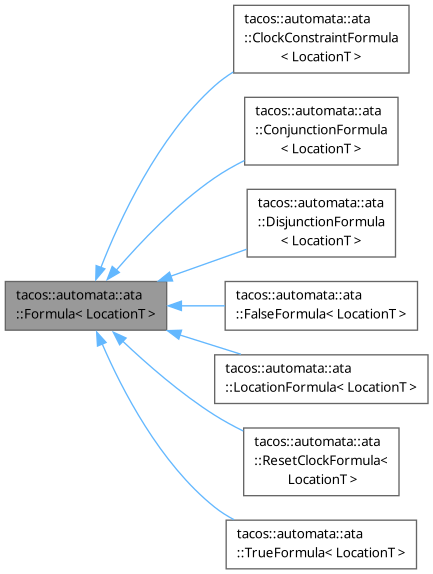 tacos::automata::ata
::Formula< LocationT >
tacos::automata::ata
::ClockConstraintFormula
< LocationT >
tacos::automata::ata
::ConjunctionFormula
< LocationT >
tacos::automata::ata
::DisjunctionFormula
< LocationT >
tacos::automata::ata
::FalseFormula< LocationT >
tacos::automata::ata
::LocationFormula< LocationT >
tacos::automata::ata
::ResetClockFormula<
LocationT >
tacos::automata::ata
::TrueFormula< LocationT >